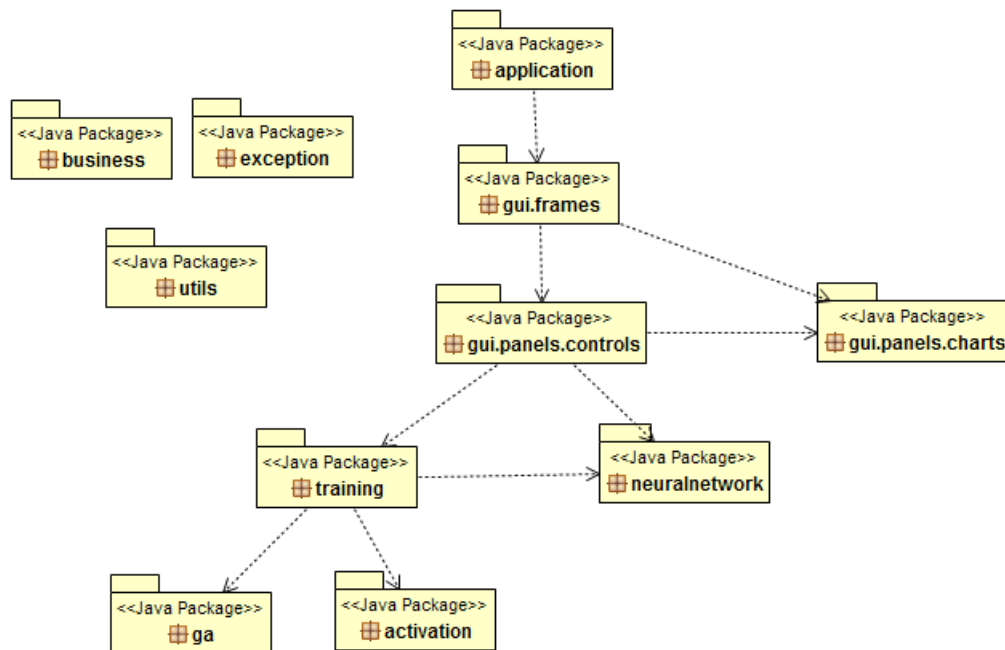 <<Java Package>>
application
<<Java Package>>
business
<<Java Package>>
exception
<<Java Package>>
gui.frames
<<Java Package>>
utils
<<Java Package>>
gui.panels.controls
<<Java Package>>
gui.panels.charts
<<Java Package>>
training
<<Java Package>>
neuralnetwork
<<Java Package>>
ga
<<Java Package>>
activation